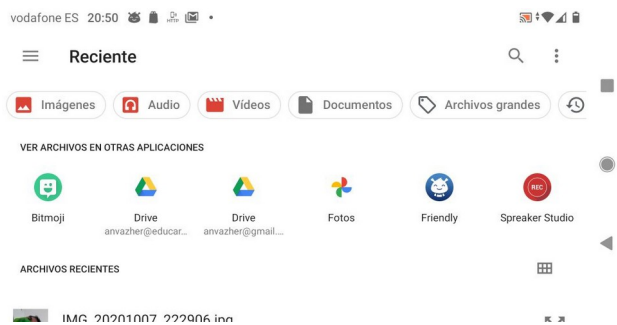 vodafone ES 20:50
Reciente
Imágenes Audio Vídeos Documentos Archivos grandes
VER ARCHIVOS EN OTRAS APLICACIONES
REC
Bitmoji Drive Drive Fotos Friendly Spreaker Studio
anvazher@educar... anvazher@gmail....
ARCHIVOS RECIENTES
IMG_20201007_222906.jpg